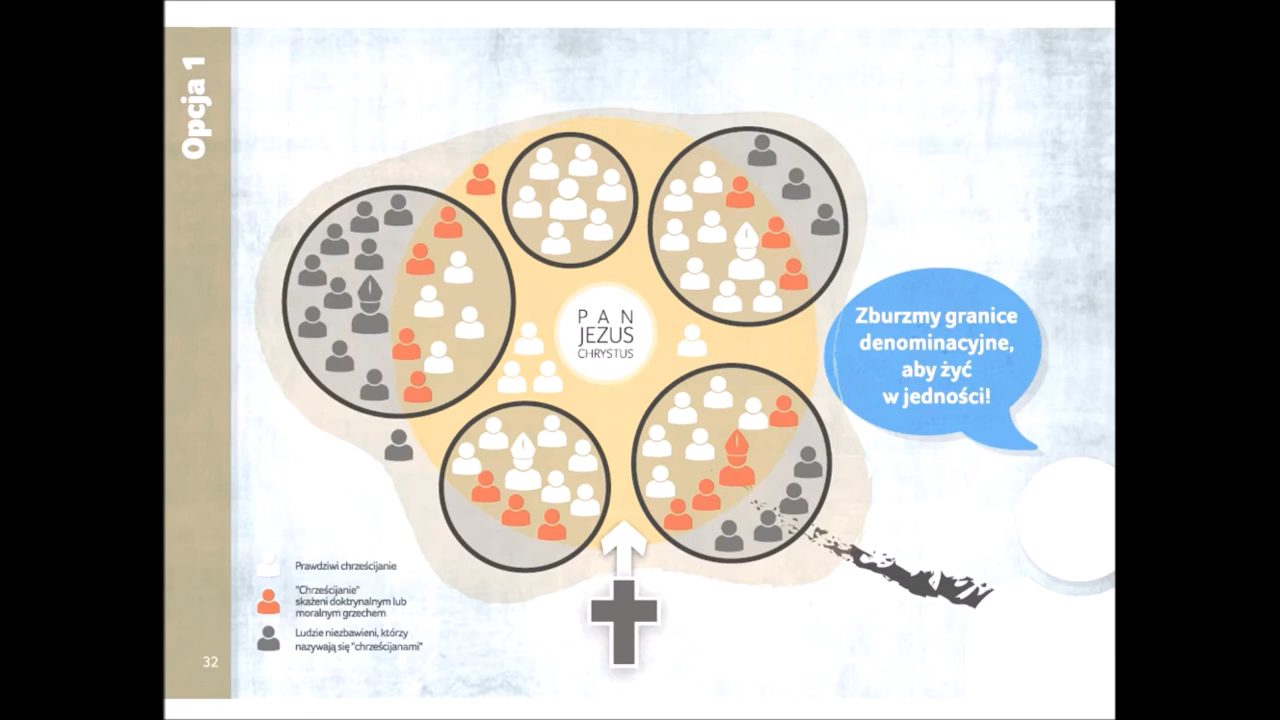 Opcja 1
PAN
JEZUS
CHRYSTUS
Zburzmy granice
denominacyjne,
aby żyć
w jedności!
Prawdziwi chrześcijanie
"Chrześcijanie"
skażeni doktrynalnym lub
moralnym grzechem
Ludzie niezbawieni, którzy
nazywają się "chrześcijanami"
32